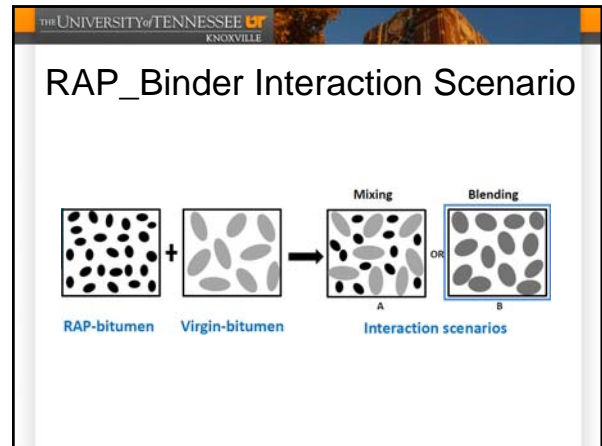 THE UNIVERSITY of TENNESSEE UT
KNOXVILLE
RAP_Binder Interaction Scenario
Mixing Blending
+ OR
A B
RAP-bitumen Virgin-bitumen Interaction scenarios